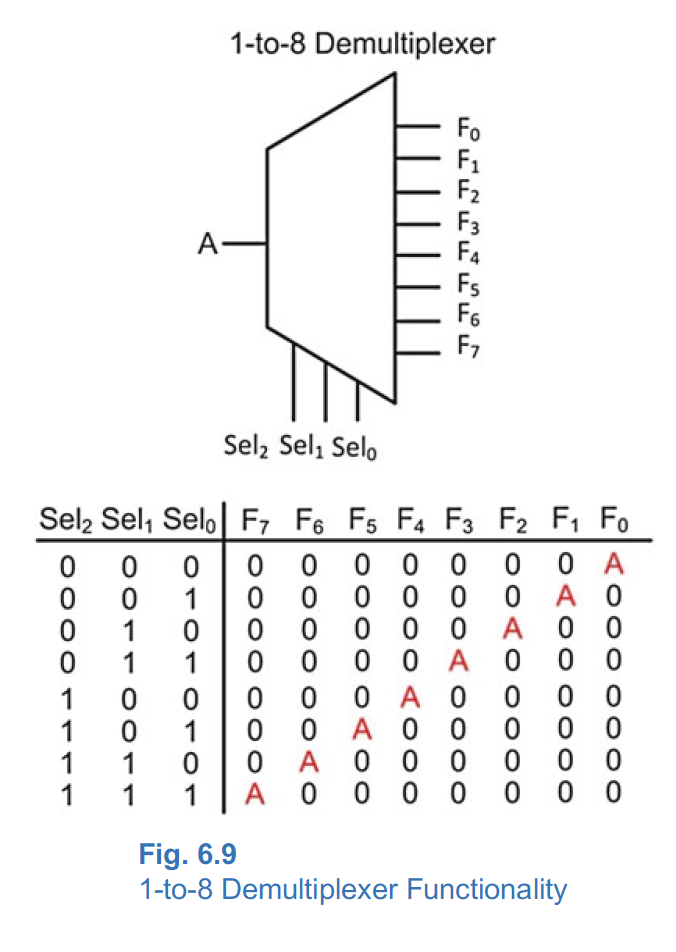 1-to-8 Demultiplexer
F₀
F₁
F₂
A
F₃
F₄
F₅
F₆
F₇
Sel₂ Sel₁ Sel₀
Sel₂ Sel₁ Sel₀ F₇ F₆ F₅ F₄ F₃ F₂ F₁ F₀
0 0 0 0 0 0 0 0 0 0 A
0 0 1 0 0 0 0 0 0 A 0
0 1 0 0 0 0 0 0 A 0 0
0 1 1 0 0 0 0 A 0 0 0
1 0 0 0 0 0 A 0 0 0 0
1 0 1 0 0 A 0 0 0 0 0
1 1 0 0 A 0 0 0 0 0 0
1 1 1 A 0 0 0 0 0 0 0
Fig. 6.9
1-to-8 Demultiplexer Functionality